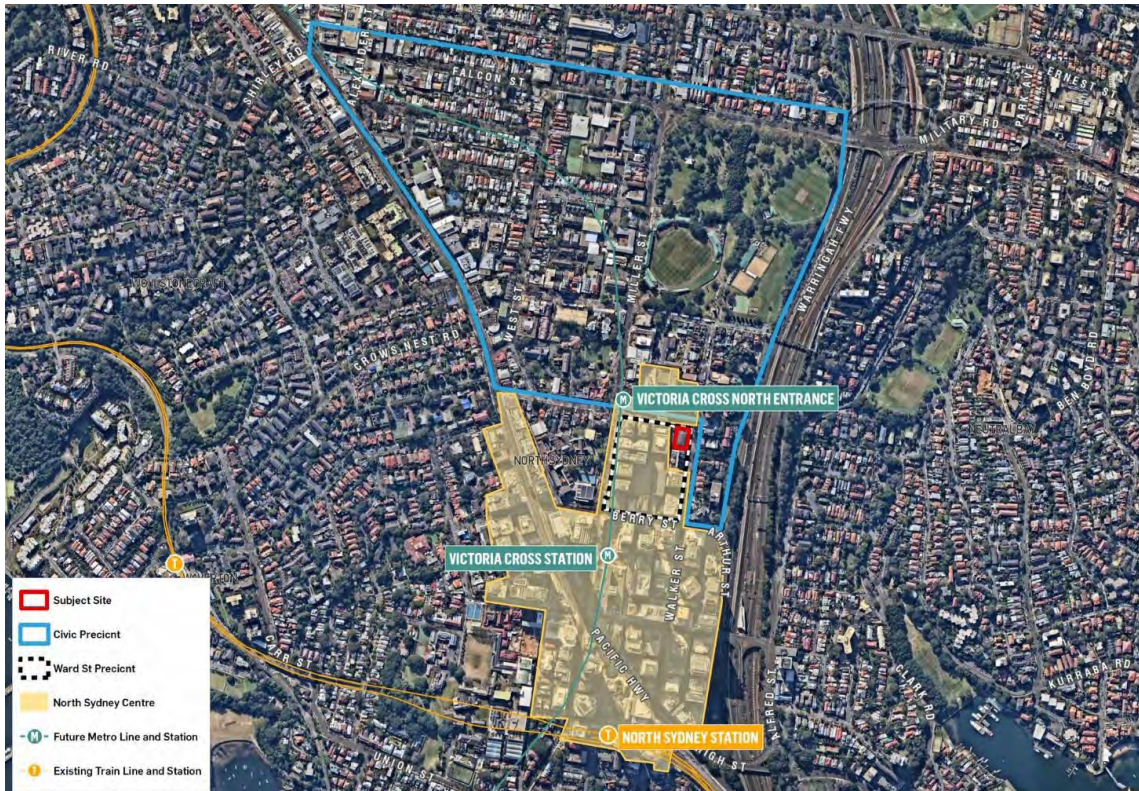 RIVER RD
SHIRLEY RD
ALEXANDER ST
FALCON ST
ERNEST ST
PARK AVE
MILITARY RD
WARRINGAH FWY
MILLER ST
WEST ST
CROWS NEST RD
WOLLSTONECRAFT
BEN BOYD RD
NEUTRAL BAY
M
VICTORIA CROSS NORTH ENTRANCE
NORTH SYDNEY
BERRY ST
ARTHUR ST
VICTORIA CROSS STATION
M
WALKER ST
T
WAVERTON
PACIFIC HWY
CARR ST
ALFRED ST
CLARK RD
KURRABA RD
T
NORTH SYDNEY STATION
HIGH ST
UNION ST
Subject Site
Civic Precicnt
Ward St Precicnt
North Sydney Centre
M
Future Metro Line and Station
T
Existing Train Line and Station